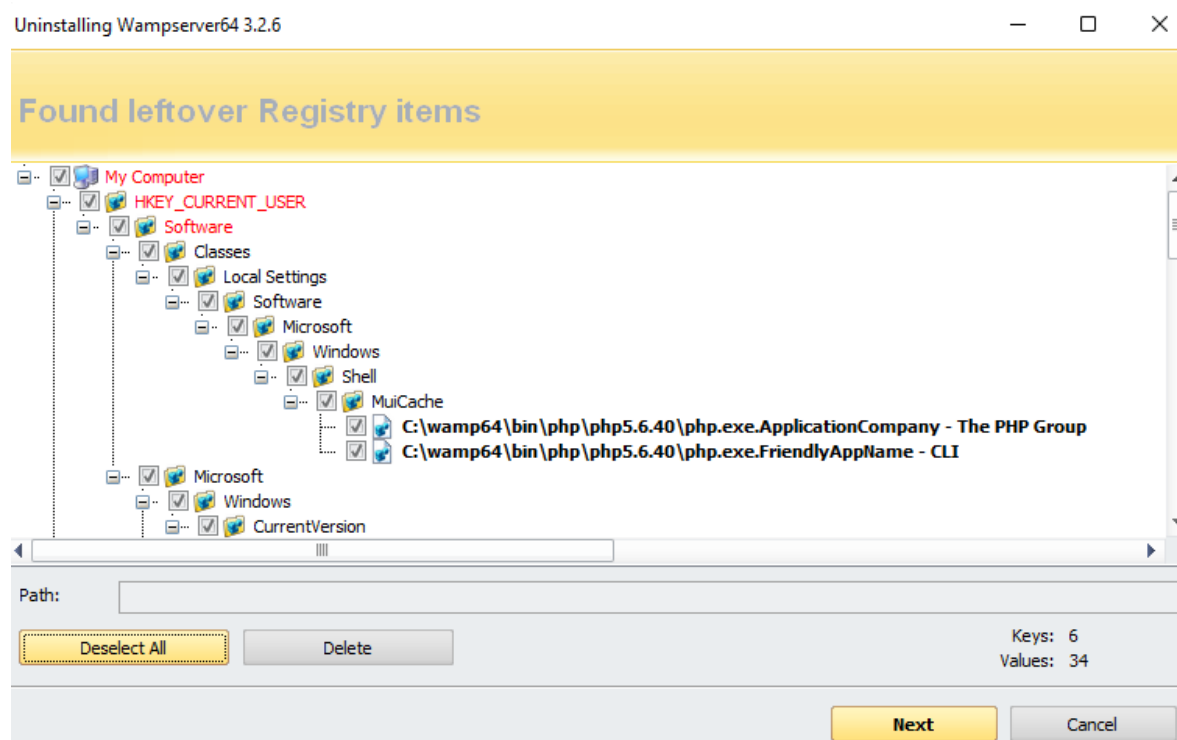 Uninstalling Wampserver64 3.2.6
Found leftover Registry items
My Computer
HKEY_CURRENT_USER
Software
Classes
Local Settings
Software
Microsoft
Windows
Shell
MuiCache
C:\wamp64\bin\php\php5.6.40\php.exe.ApplicationCompany - The PHP Group
C:\wamp64\bin\php\php5.6.40\php.exe.FriendlyAppName - CLI
Microsoft
Windows
CurrentVersion
Path:
Deselect All Delete Keys: 6
Values: 34
Next Cancel